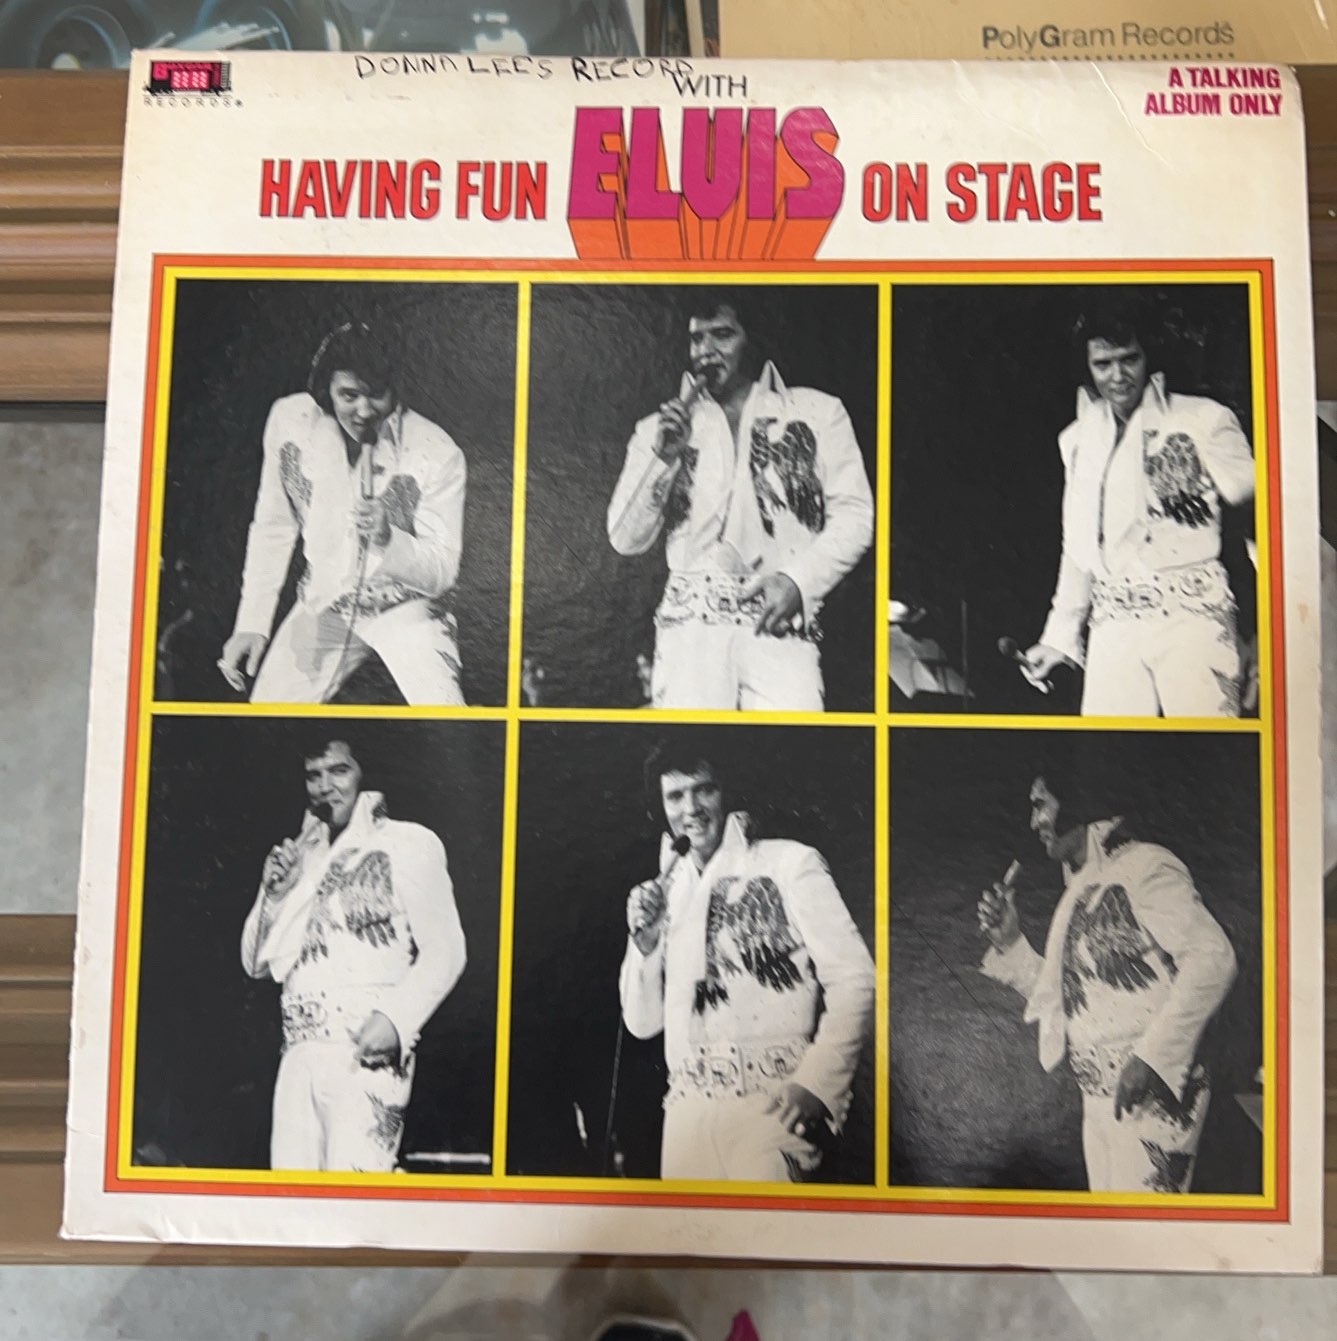 PolyGram Records
DONNA LEE'S RECORD
RECORDS®
WITH
A TALKING
ALBUM ONLY
HAVING FUN ELVIS ON STAGE